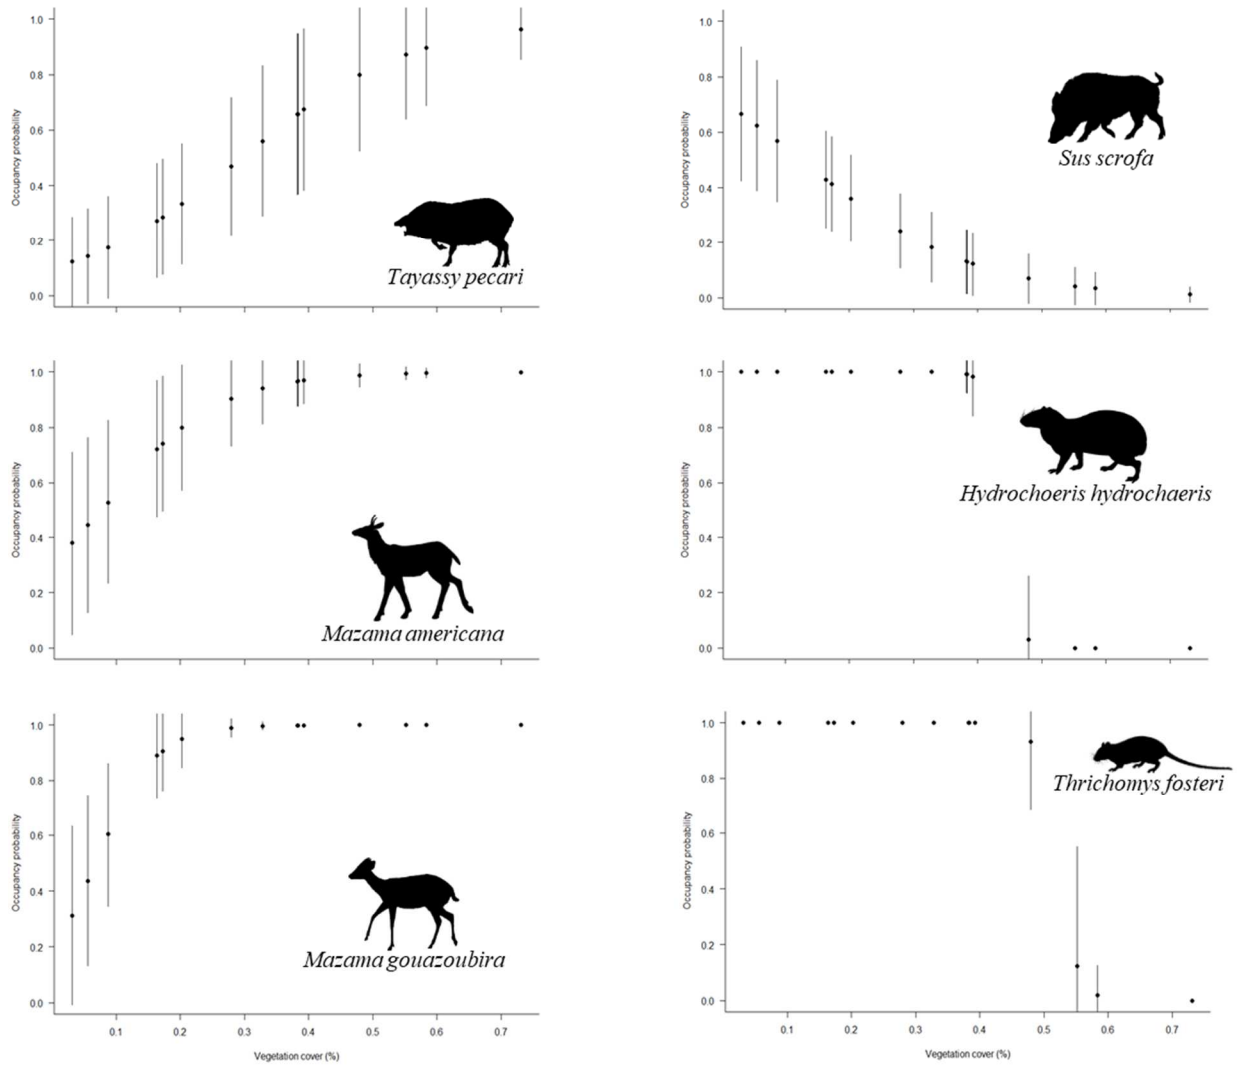 Occupancy probability
1.0
0.8
0.6
0.4
0.2
0.0
Tayassy pecari
Occupancy probability
1.0
0.8
0.6
0.4
0.2
0.0
Sus scrofa
Occupancy probability
1.0
0.8
0.6
0.4
0.2
0.0
Mazama americana
Occupancy probability
1.0
0.8
0.6
0.4
0.2
0.0
Hydrochoeris hydrochaeris
Occupancy probability
1.0
0.8
0.6
0.4
0.2
0.0
Mazama gouazoubira
0.1 0.2 0.3 0.4 0.5 0.6 0.7
Vegetation cover (%)
Occupancy probability
1.0
0.8
0.6
0.4
0.2
0.0
Thrichomys fosteri
0.1 0.2 0.3 0.4 0.5 0.6 0.7
Vegetation cover (%)